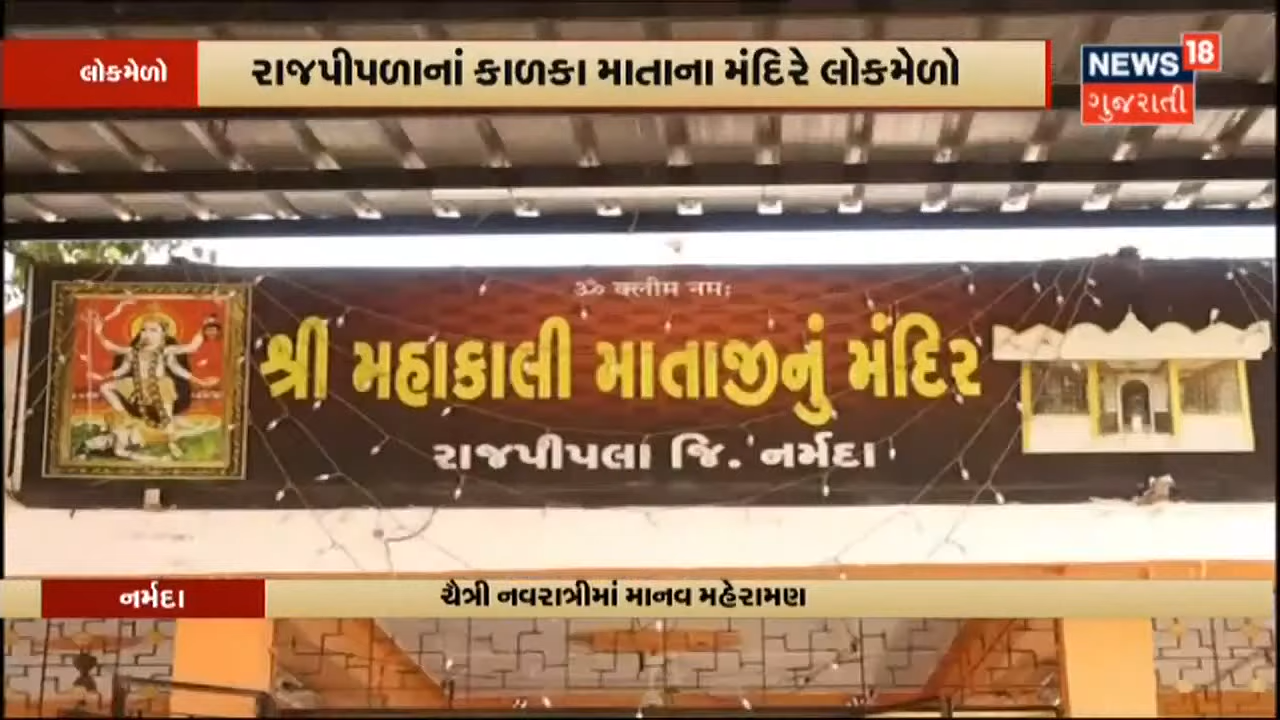 લોકમેળો
રાજપીપળાનાં કાળકા માતાના મંદિરે લોકમેળો
NEWS 18
ગુજરાતી
ૐ ક્લીમ નમઃ
શ્રી મહાકાલી માતાજીનું મંદિર
રાજપીપલા જિ. નર્મદા
નર્મદા
ચૈત્રી નવરાત્રીમાં માનવ મહેરામણ